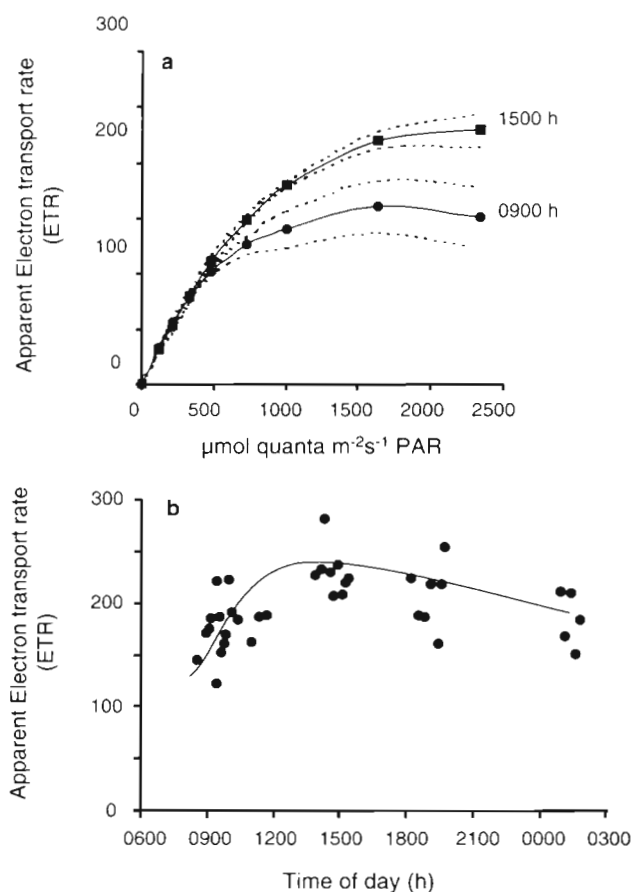 a
300
200
100
0
Apparent Electron transport rate
(ETR)
1500 h
0900 h
0 500 1000 1500 2000 2500
µmol quanta m⁻²s⁻¹ PAR
b
300
200
100
0
Apparent Electron transport rate
(ETR)
0600 0900 1200 1500 1800 2100 0000 0300
Time of day (h)